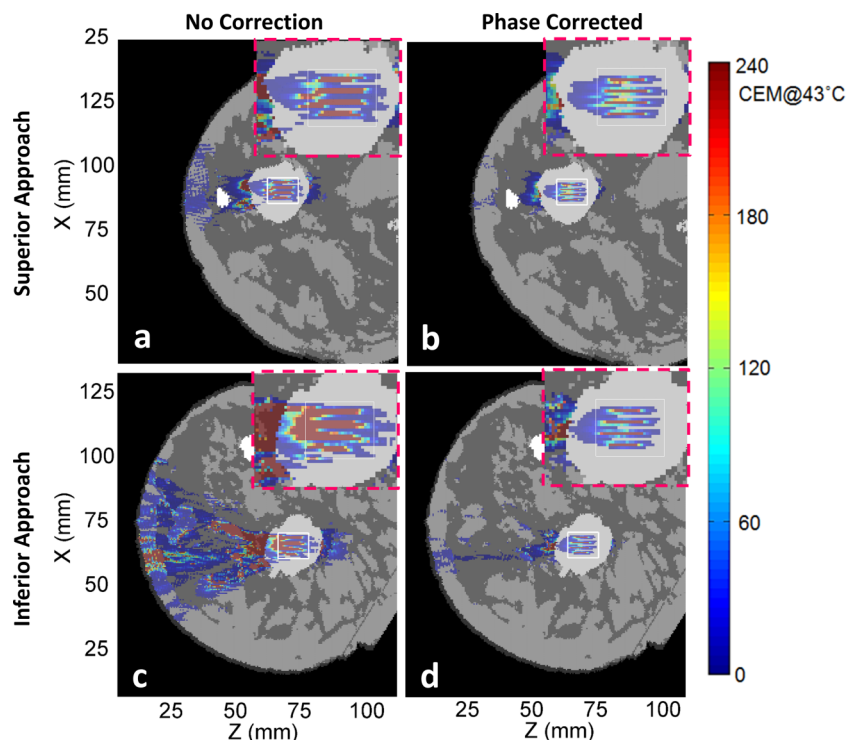 No Correction
Phase Corrected
Superior Approach
X (mm)
25
125
100
75
50
a
b
240
CEM@43˚C
180
120
60
0
Inferior Approach
X (mm)
125
100
75
50
25
c
d
25
50
75
100
Z (mm)
25
50
75
100
Z (mm)